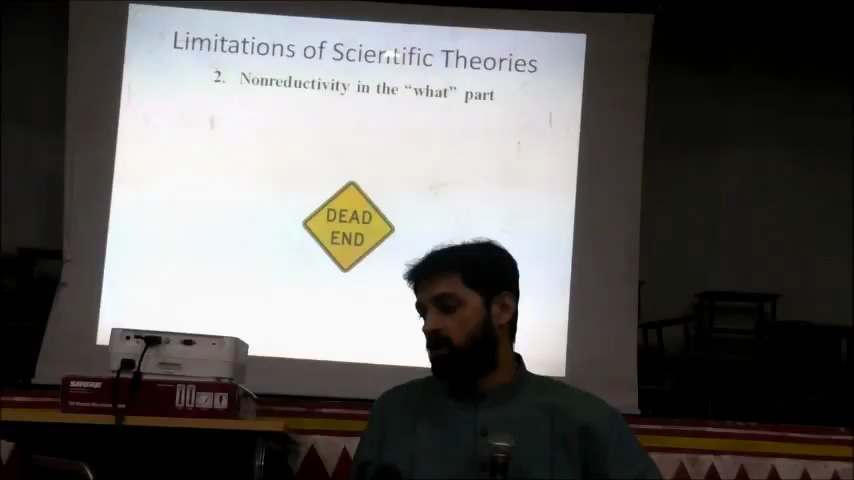 Limitations of Scientific Theories
2. Nonreductivity in the “what” part
DEAD
END
SHURE